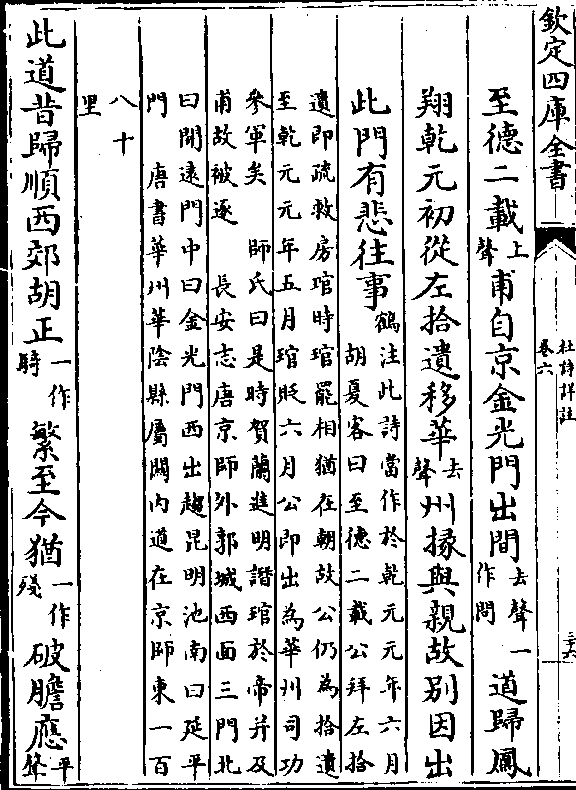 欽定四庫全書
杜詩詳註
卷六
三六
至德二載上聲甫自京金光門出間去聲一作問道歸鳳
翔乾元初從左拾遺移華去聲州掾與親故別因出
此門有悲往事鶴注此詩當作於乾元元年六月
胡夏客曰至德二載公拜左拾
遺即疏救房琯時琯罷相猶在朝故公仍為拾遺
至乾元元年五月琯貶六月公即出為華州司功
參軍矣 師氏曰是時賀蘭進明譖琯於帝并及
甫故被逐 長安志唐京師外郭城西面三門北
曰開遠門中曰金光門西出趨昆明池南曰延平
門 唐書華州華陰縣屬關內道在京師東一百
八十
里
此道昔歸順西郊胡正一作騎繁至今猶一作殘破膽應平聲